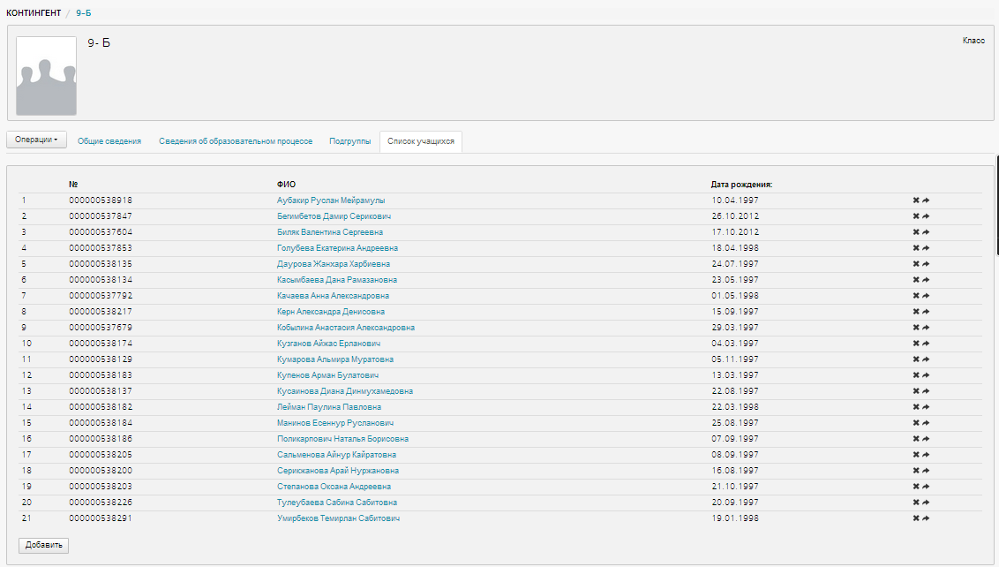 КОНТИНГЕНТ / 9-Б
9- Б
Класс
Операции Общие сведения Сведения об образовательном процессе Подгруппы Список учащихся
№ ФИО Дата рождения:
1 000000538918 Аубакир Руслан Мейрамулы 10.04.1997
2 000000537847 Бегимбетов Дамир Серикович 26.10.2012
3 000000537604 Биляк Валентина Сергеевна 17.10.2012
4 000000537853 Голубева Екатерина Андреевна 18.04.1998
5 000000538135 Даурова Жанхара Харбиевна 24.07.1997
6 000000538134 Касымбаева Дана Рамазановна 23.05.1997
7 000000537792 Качаева Анна Александровна 01.05.1998
8 000000538217 Керн Александра Денисовна 15.09.1997
9 000000537679 Кобылина Анастасия Александровна 29.03.1997
10 000000538174 Кузганов Айжас Ерланович 04.03.1997
11 000000538129 Кумарова Альмира Муратовна 05.11.1997
12 000000538183 Купенов Арман Булатович 13.03.1997
13 000000538137 Кусаинова Диана Динмухамедовна 22.08.1997
14 000000538182 Лейман Паулина Павловна 22.03.1998
15 000000538184 Манинов Есеннур Русланович 25.08.1997
16 000000538186 Поликарпович Наталья Борисовна 07.09.1997
17 000000538205 Сальменова Айнур Кайратовна 08.09.1997
18 000000538200 Серикжанова Арай Нуржановна 16.08.1997
19 000000538203 Степанова Оксана Андреевна 21.10.1997
20 000000538226 Тулеубаева Сабина Сабитовна 20.09.1997
21 000000538291 Умирбеков Темирлан Сабитович 19.01.1998
Добавить